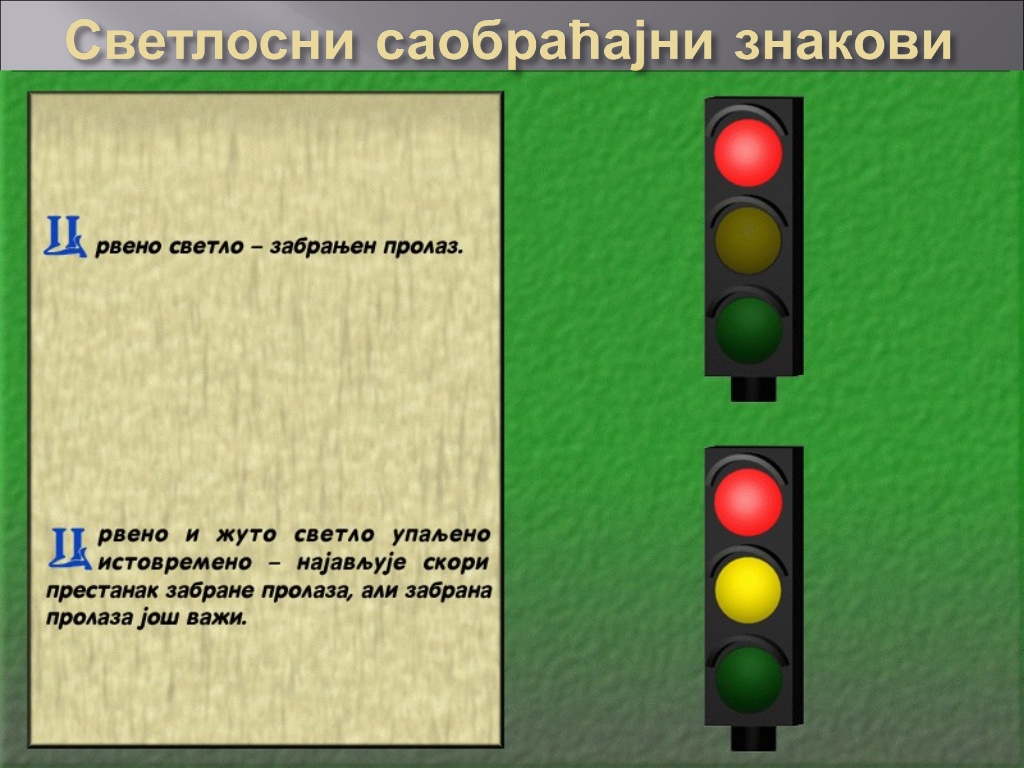 Светлосни саобраћајни знакови
Црвено светло – забрањен пролаз.
Црвено и жуто светло упаљено
истовремено – најављује скори
престанак забране пролаза, али забрана
пролаза још важи.